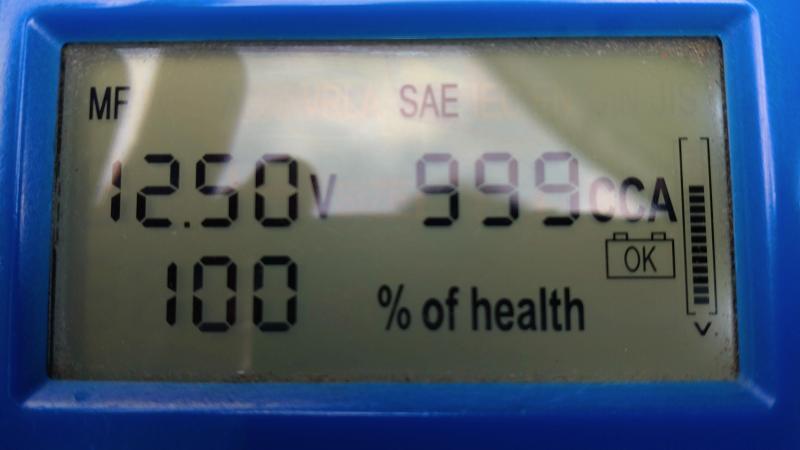 MF SAE
12.50V 999CCA
OK
100 % of health